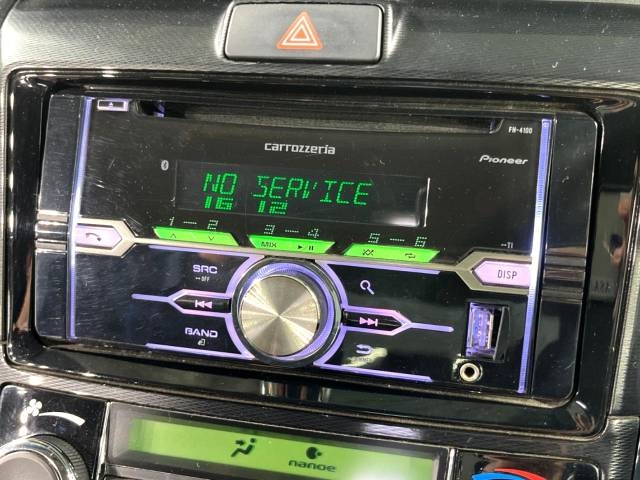 FH-4100
carrozzeria
Pioneer
NO SERVICE
16 12
1 2 3 4 5 6
MIX
SRC
OFF
DISP
BAND
nanoe